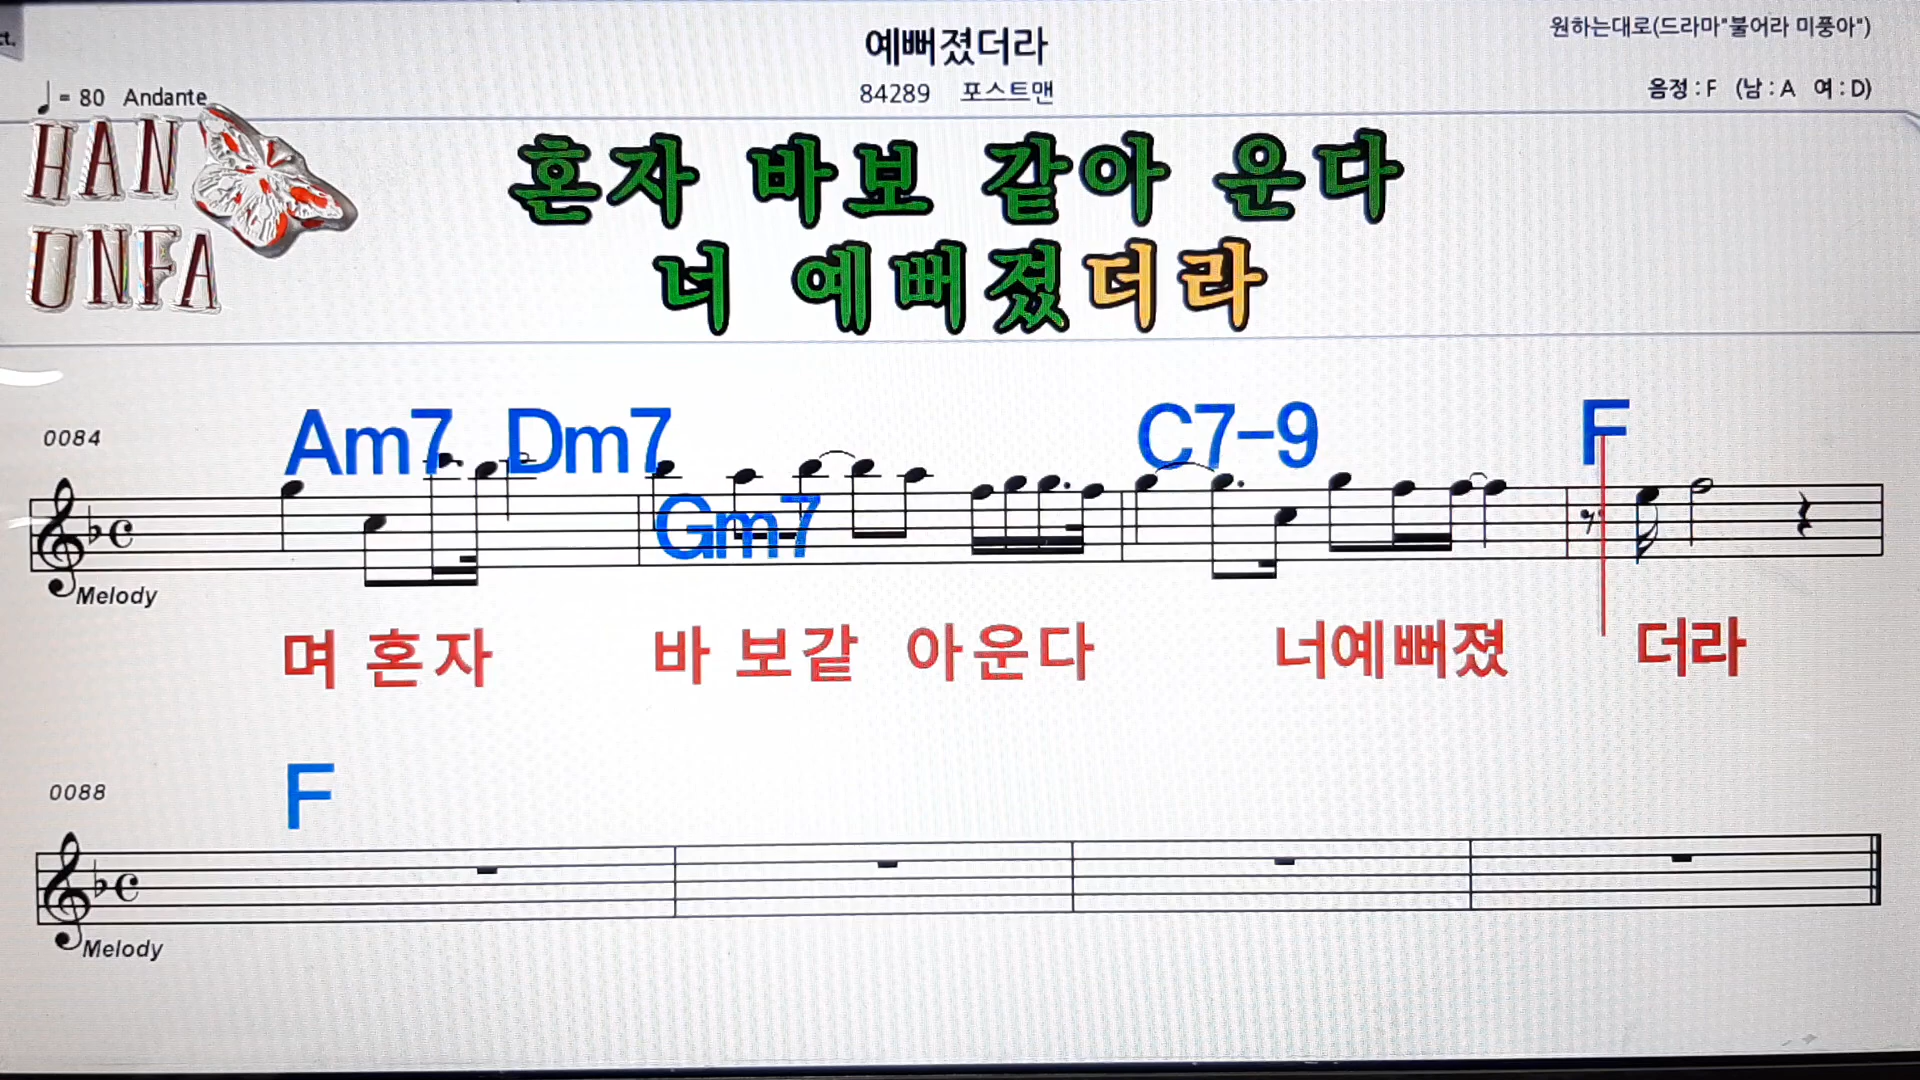 ct.
예뻐졌더라
원하는대로(드라마"불어라 미풍아")
= 80 Andante
84289 포스트맨
음정 : F (남 : A 여 : D)
HAN
UNFA
혼자 바보 같아 운다
너 예뻐졌더라
0084
Am7 Dm7 Gm7 C7-9 F
Melody
며 혼자 바 보같 아운다 너예뻐졌 더라
0088
F
Melody